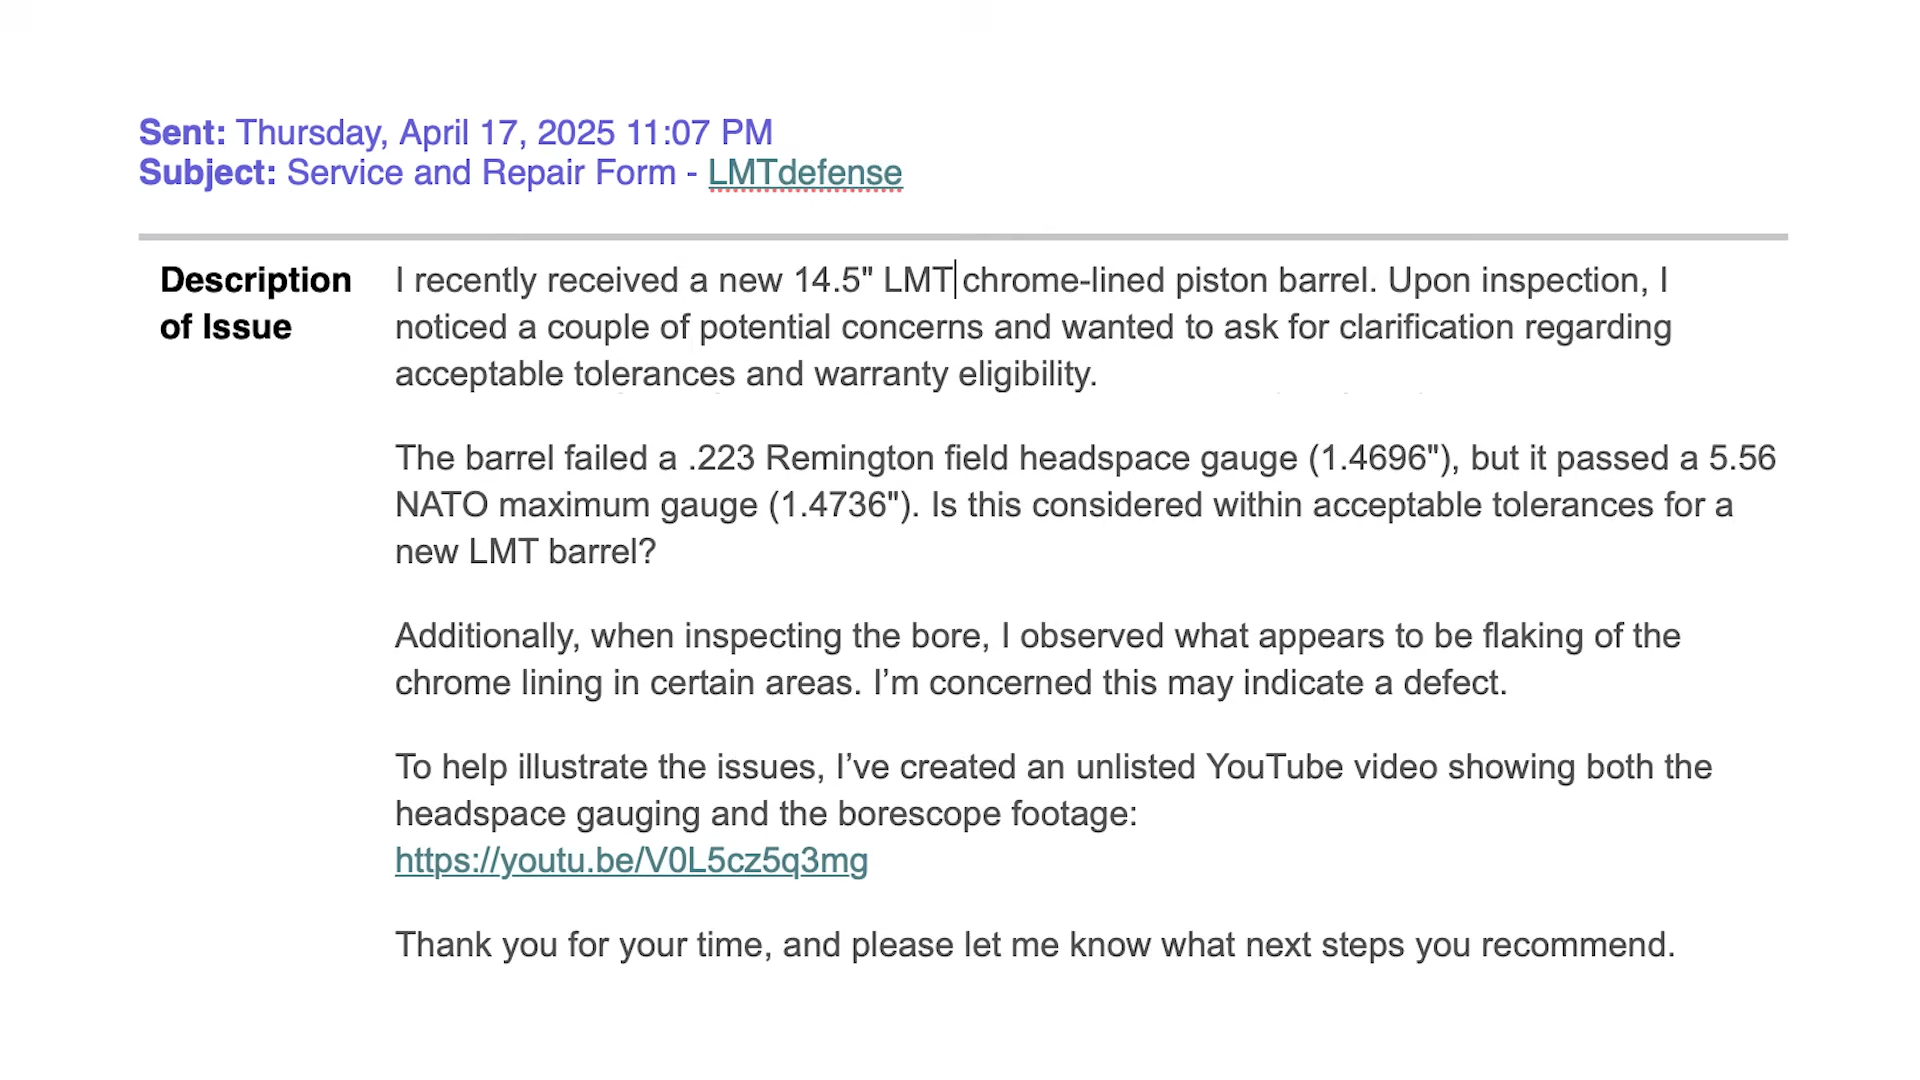 Sent: Thursday, April 17, 2025 11:07 PM
Subject: Service and Repair Form - LMTdefense
Description of Issue
I recently received a new 14.5" LMT chrome-lined piston barrel. Upon inspection, I
noticed a couple of potential concerns and wanted to ask for clarification regarding
acceptable tolerances and warranty eligibility.
The barrel failed a .223 Remington field headspace gauge (1.4696"), but it passed a 5.56
NATO maximum gauge (1.4736"). Is this considered within acceptable tolerances for a
new LMT barrel?
Additionally, when inspecting the bore, I observed what appears to be flaking of the
chrome lining in certain areas. I’m concerned this may indicate a defect.
To help illustrate the issues, I’ve created an unlisted YouTube video showing both the
headspace gauging and the borescope footage:
https://youtu.be/V0L5cz5q3mg
Thank you for your time, and please let me know what next steps you recommend.